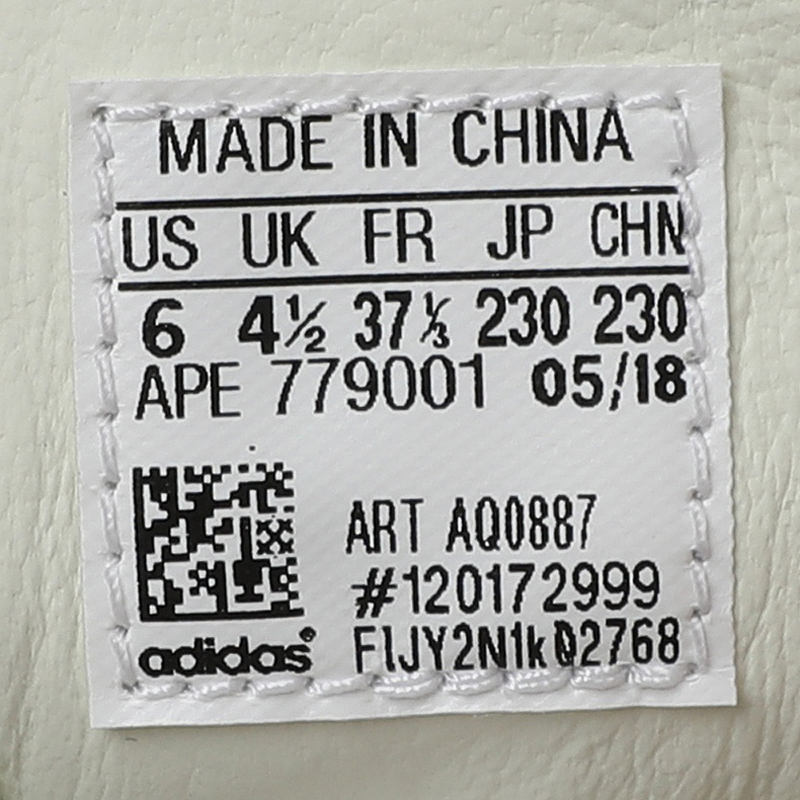 MADE IN CHINA
US UK FR JP CHN
6 4½ 37⅓ 230 230
APE 779001 05/18
ART AQ0887
#120172999
adidas®